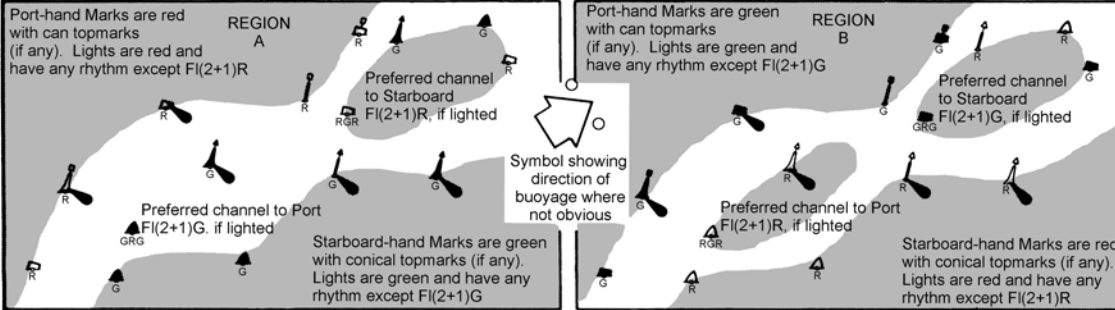 Port-hand Marks are red
with can topmarks
(if any). Lights are red and
have any rhythm except Fl(2+1)R
REGION
A
R
G
G
R
Preferred channel
to Starboard
Fl(2+1)R, if lighted
R
RGR
R
G
G
G
R
Preferred channel to Port
Fl(2+1)G. if lighted
GRG
R
G
G
Starboard-hand Marks are green
with conical topmarks (if any).
Lights are green and have any
rhythm except Fl(2+1)G
Symbol showing
direction of
buoyage where
not obvious
Port-hand Marks are green
with can topmarks
(if any). Lights are green and
have any rhythm except Fl(2+1)G
REGION
B
G
R
R
G
Preferred channel
to Starboard
Fl(2+1)G, if lighted
G
GRG
G
R
R
R
G
Preferred channel to Port
Fl(2+1)R, if lighted
RGR
G
R
R
Starboard-hand Marks are red
with conical topmarks (if any).
Lights are red and have any
rhythm except Fl(2+1)R